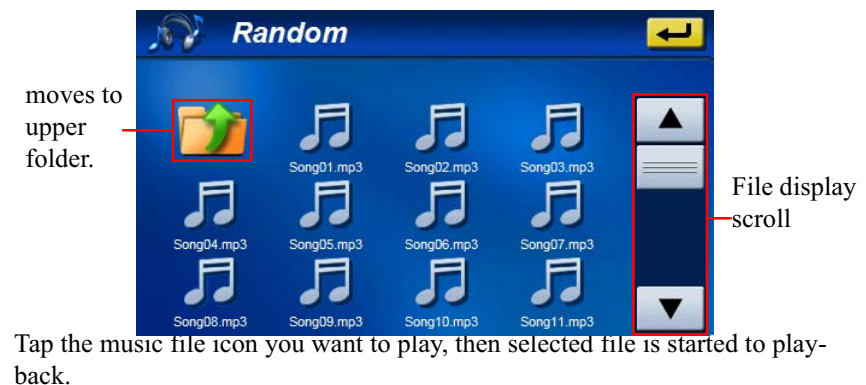 Random
moves to
upper
folder.
Song01.mp3 Song02.mp3 Song03.mp3
File display
scroll
Song04.mp3 Song05.mp3 Song06.mp3 Song07.mp3
Song08.mp3 Song09.mp3 Song10.mp3 Song11.mp3
Tap the music file icon you want to play, then selected file is started to play-
back.